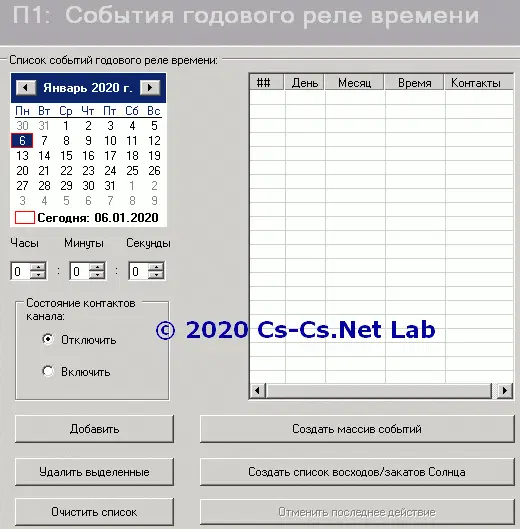 П1: События годового реле времени
Список событий годового реле времени:
Январь 2020 г.
Пн Вт Ср Чт Пт Сб Вс
30 31 1 2 3 4 5
6 7 8 9 10 11 12
13 14 15 16 17 18 19
20 21 22 23 24 25 26
27 28 29 30 31 1 2
3 4 5 6 7 8 9
Сегодня: 06.01.2020
## День Месяц Время Контакты
Часы Минуты Секунды
0 : 0 : 0
Состояние контактов
канала:
Отключить
Включить
© 2020 Cs-Cs.Net Lab
Добавить
Создать массив событий
Удалить выделенные
Создать список восходов/закатов Солнца
Очистить список
Отменить последнее действие